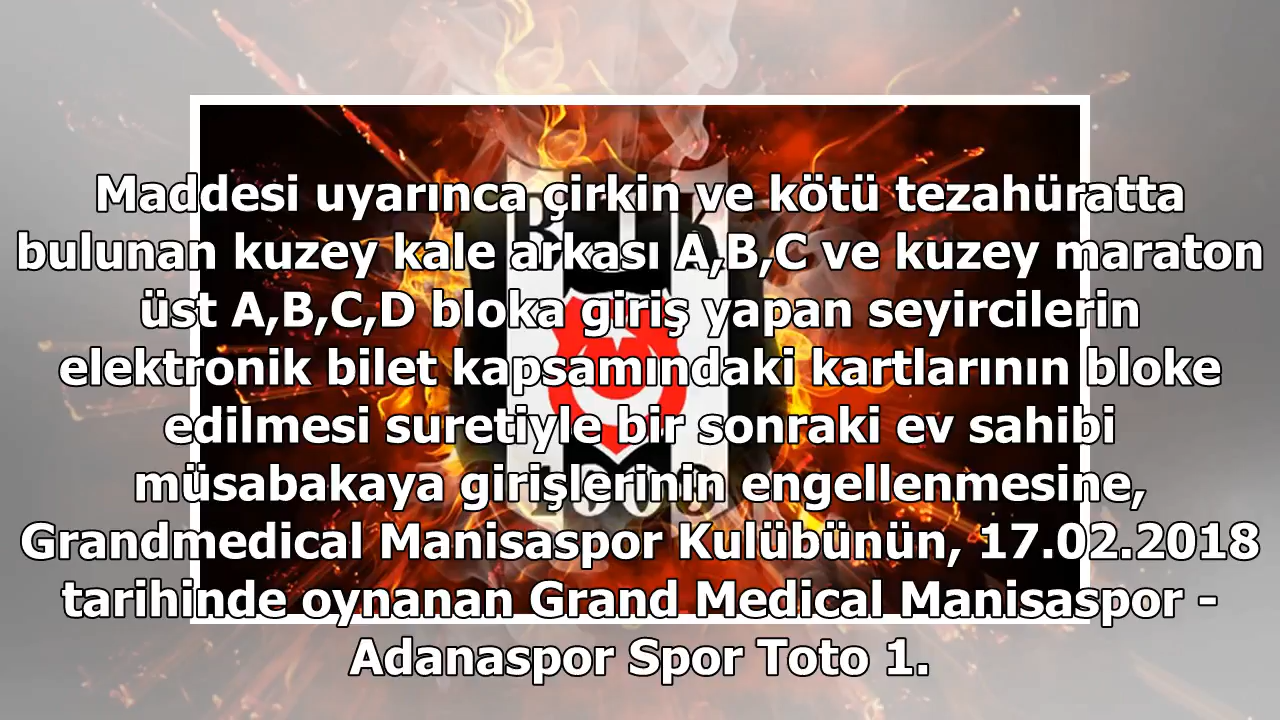 Maddesi uyarınca çirkin ve kötü tezahüratta
bulunan kuzey kale arkası A,B,C ve kuzey maraton
üst A,B,C,D bloka giriş yapan seyircilerin
elektronik bilet kapsamındaki kartlarının bloke
edilmesi suretiyle bir sonraki ev sahibi
müsabakaya girişlerinin engellenmesine,
Grandmedical Manisaspor Kulübünün, 17.02.2018
tarihinde oynanan Grand Medical Manisaspor -
Adanaspor Spor Toto 1.